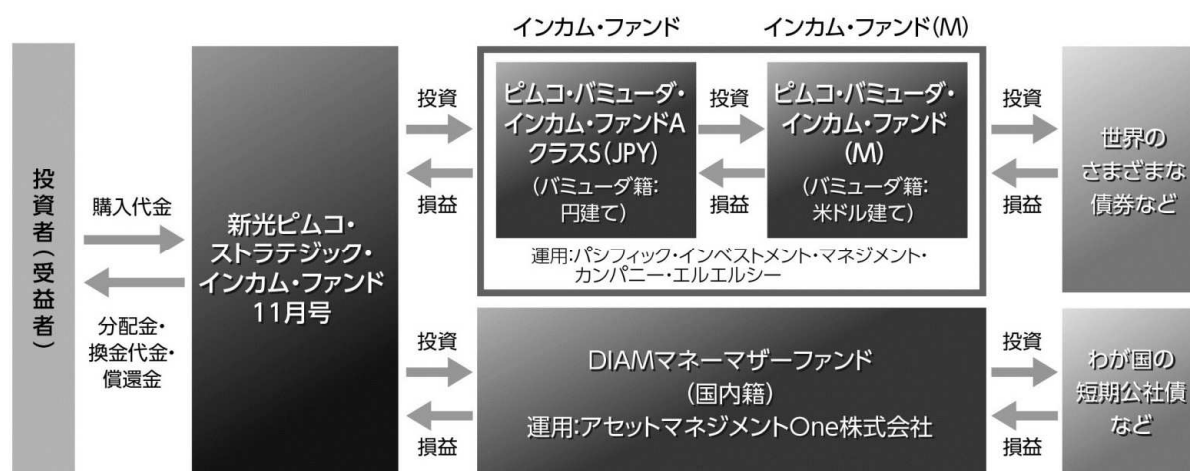 投資者(受益者)
購入代金
分配金・
換金代金・
償還金
新光ピムコ・
ストラテジック・
インカム・ファンド
11月号
投資
損益
インカム・ファンド
ピムコ・バミューダ・
インカム・ファンドA
クラスS(JPY)
(バミューダ籍:
円建て)
投資
損益
インカム・ファンド(M)
ピムコ・バミューダ・
インカム・ファンド
(M)
(バミューダ籍:
米ドル建て)
運用:パシフィック・インベストメント・マネジメント・
カンパニー・エルエルシー
投資
損益
世界の
さまざまな
債券など
投資
損益
DIAMマネーマザーファンド
(国内籍)
運用:アセットマネジメントOne株式会社
投資
損益
わが国の
短期公社債
など